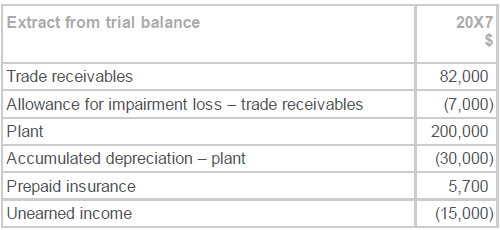 Extract from trial balance 20X7
$
Trade receivables 82,000
Allowance for impairment loss – trade receivables (7,000)
Plant 200,000
Accumulated depreciation – plant (30,000)
Prepaid insurance 5,700
Unearned income (15,000)